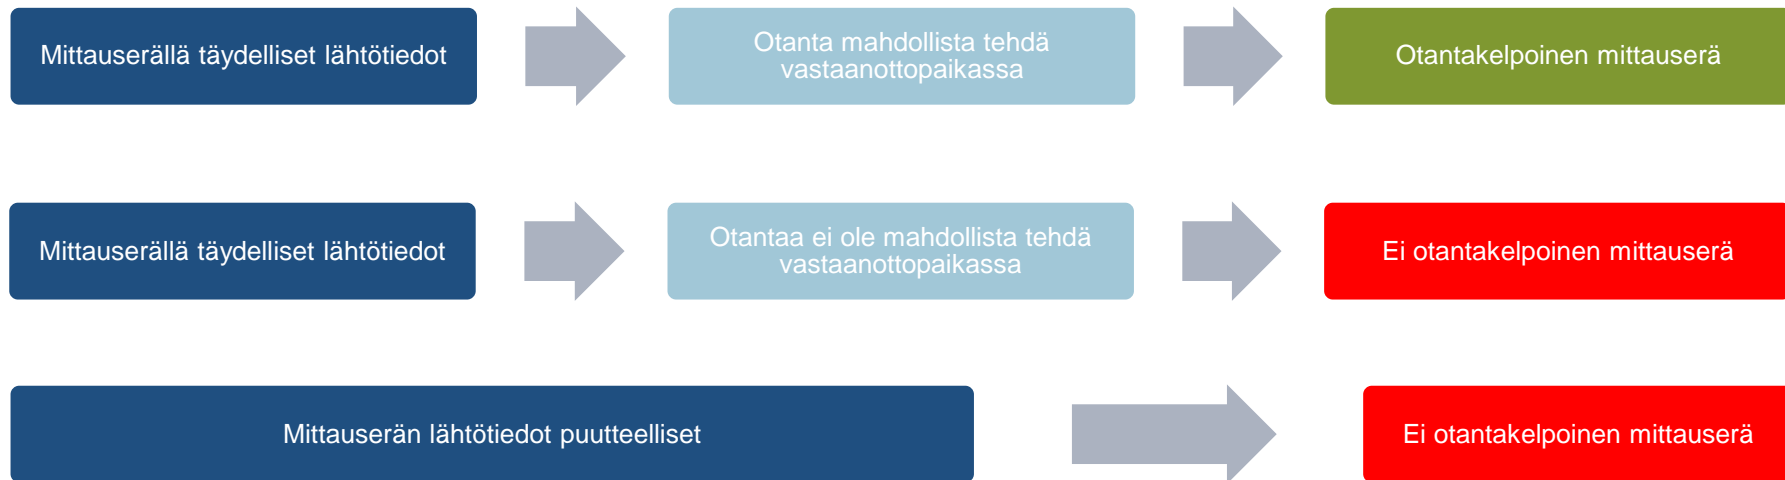 Mittauserällä täydelliset lähtötiedot
Otanta mahdollista tehdä
vastaanottopaikassa
Otantakelpoinen mittauserä
Mittauserällä täydelliset lähtötiedot
Otantaa ei ole mahdollista tehdä
vastaanottopaikassa
Ei otantakelpoinen mittauserä
Mittauserän lähtötiedot puutteelliset
Ei otantakelpoinen mittauserä